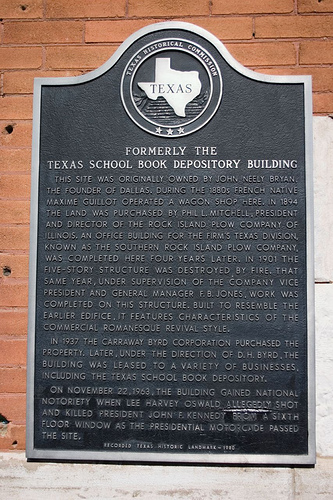 TEXAS HISTORICAL COMMISSION
TEXAS
FORMERLY THE
TEXAS SCHOOL BOOK DEPOSITORY BUILDING
THIS SITE WAS ORIGINALLY OWNED BY JOHN NEELY BRYAN,
THE FOUNDER OF DALLAS. DURING THE 1880s FRENCH NATIVE
MAXIME GUILLOT OPERATED A WAGON SHOP HERE. IN 1894
THE LAND WAS PURCHASED BY PHIL L. MITCHELL, PRESIDENT
AND DIRECTOR OF THE ROCK ISLAND PLOW COMPANY OF
ILLINOIS. AN OFFICE BUILDING FOR THE FIRM'S TEXAS DIVISION,
KNOWN AS THE SOUTHERN ROCK ISLAND PLOW COMPANY,
WAS COMPLETED HERE FOUR YEARS LATER. IN 1901 THE
FIVE-STORY STRUCTURE WAS DESTROYED BY FIRE. THAT
SAME YEAR, UNDER SUPERVISION OF THE COMPANY VICE
PRESIDENT AND GENERAL MANAGER F.B. JONES, WORK WAS
COMPLETED ON THIS STRUCTURE. BUILT TO RESEMBLE THE
EARLIER EDIFICE, IT FEATURES CHARACTERISTICS OF THE
COMMERCIAL ROMANESQUE REVIVAL STYLE.
IN 1937 THE CARRAWAY BYRD CORPORATION PURCHASED THE
PROPERTY. LATER, UNDER THE DIRECTION OF D.H. BYRD, THE
BUILDING WAS LEASED TO A VARIETY OF BUSINESSES,
INCLUDING THE TEXAS SCHOOL BOOK DEPOSITORY.
ON NOVEMBER 22, 1963, THE BUILDING GAINED NATIONAL
NOTORIETY WHEN LEE HARVEY OSWALD ALLEGEDLY SHOT
AND KILLED PRESIDENT JOHN F. KENNEDY FROM A SIXTH
FLOOR WINDOW AS THE PRESIDENTIAL MOTORCADE PASSED
THE SITE.
RECORDED TEXAS HISTORIC LANDMARK-1980